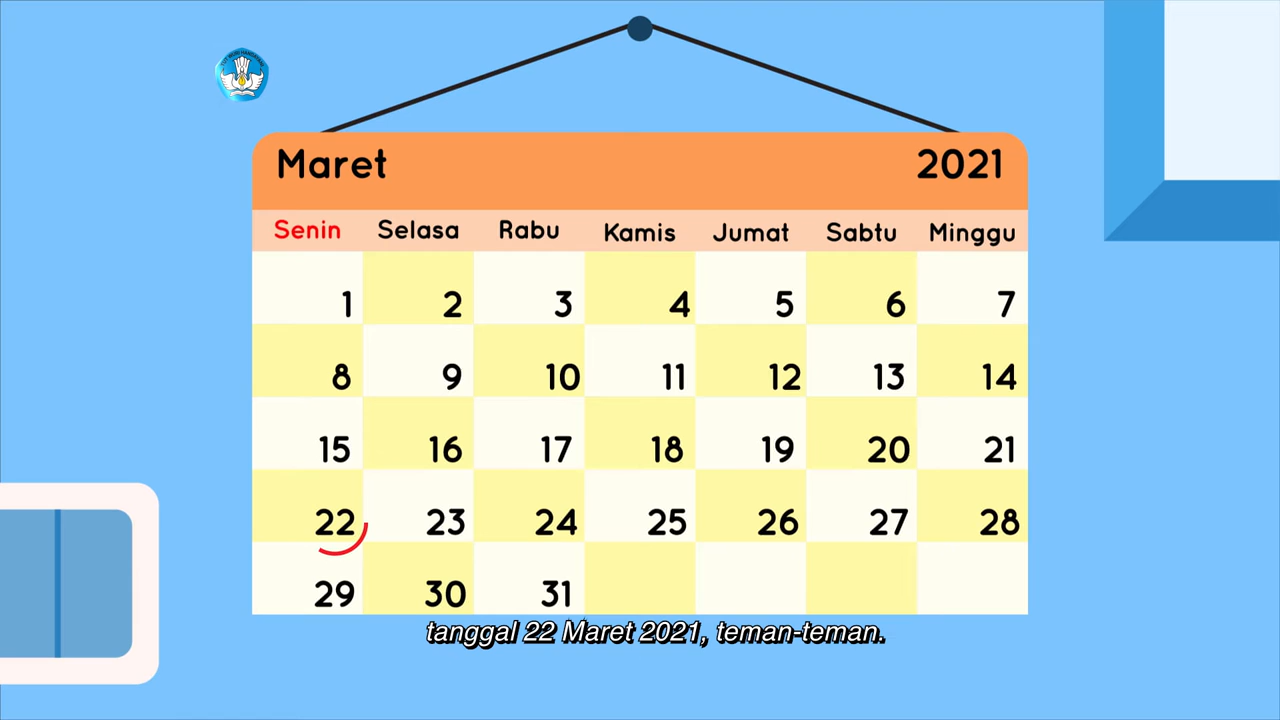 Maret 2021
Senin Selasa Rabu Kamis Jumat Sabtu Minggu
1 2 3 4 5 6 7
8 9 10 11 12 13 14
15 16 17 18 19 20 21
22 23 24 25 26 27 28
29 30 31
tanggal 22 Maret 2021, teman-teman.